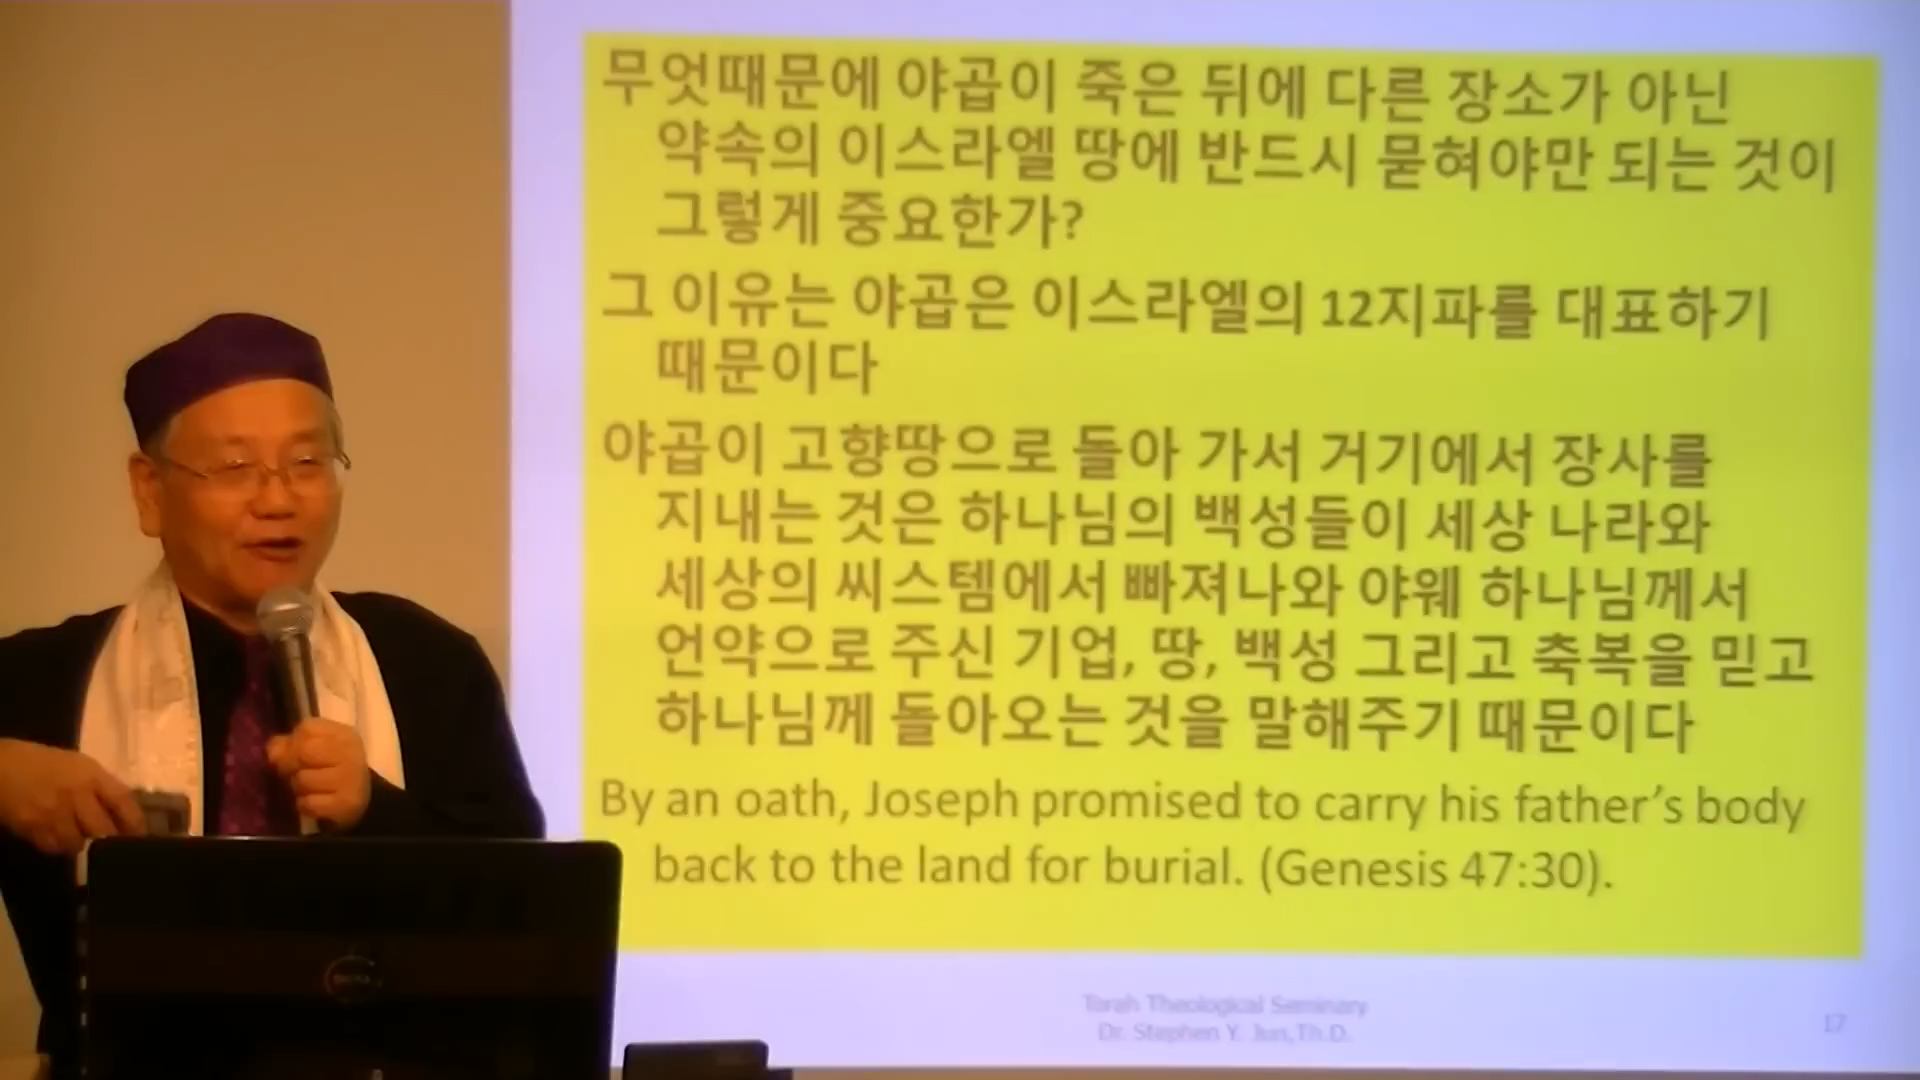 무엇때문에 야곱이 죽은 뒤에 다른 장소가 아닌
약속의 이스라엘 땅에 반드시 묻혀야만 되는 것이
그렇게 중요한가?
그 이유는 야곱은 이스라엘의 12지파를 대표하기
때문이다
야곱이 고향땅으로 돌아 가서 거기에서 장사를
지내는 것은 하나님의 백성들이 세상 나라와
세상의 씨스템에서 빠져나와 야웨 하나님께서
언약으로 주신 기업, 땅, 백성 그리고 축복을 믿고
하나님께 돌아오는 것을 말해주기 때문이다
By an oath, Joseph promised to carry his father's body
back to the land for burial. (Genesis 47:30).
Torah Theological Seminary
Dr. Stephen Y. Jun,Th.D.
17
DELL